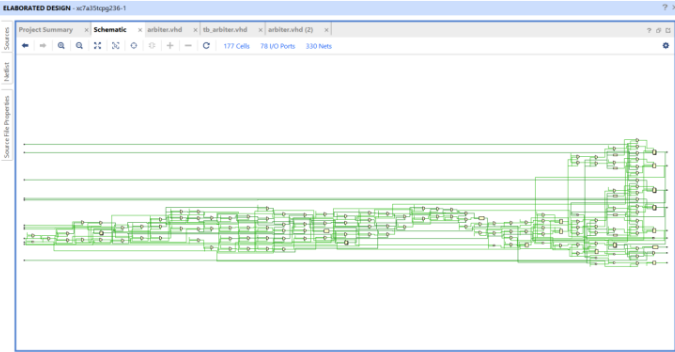 ELABORATED DESIGN - xc7a35tcpg236-1
Project Summary
Schematic
arbiter.vhd
tb_arbiter.vhd
arbiter.vhd (2)
177 Cells
78 I/O Ports
330 Nets
Sources
Netlist
Source File Properties